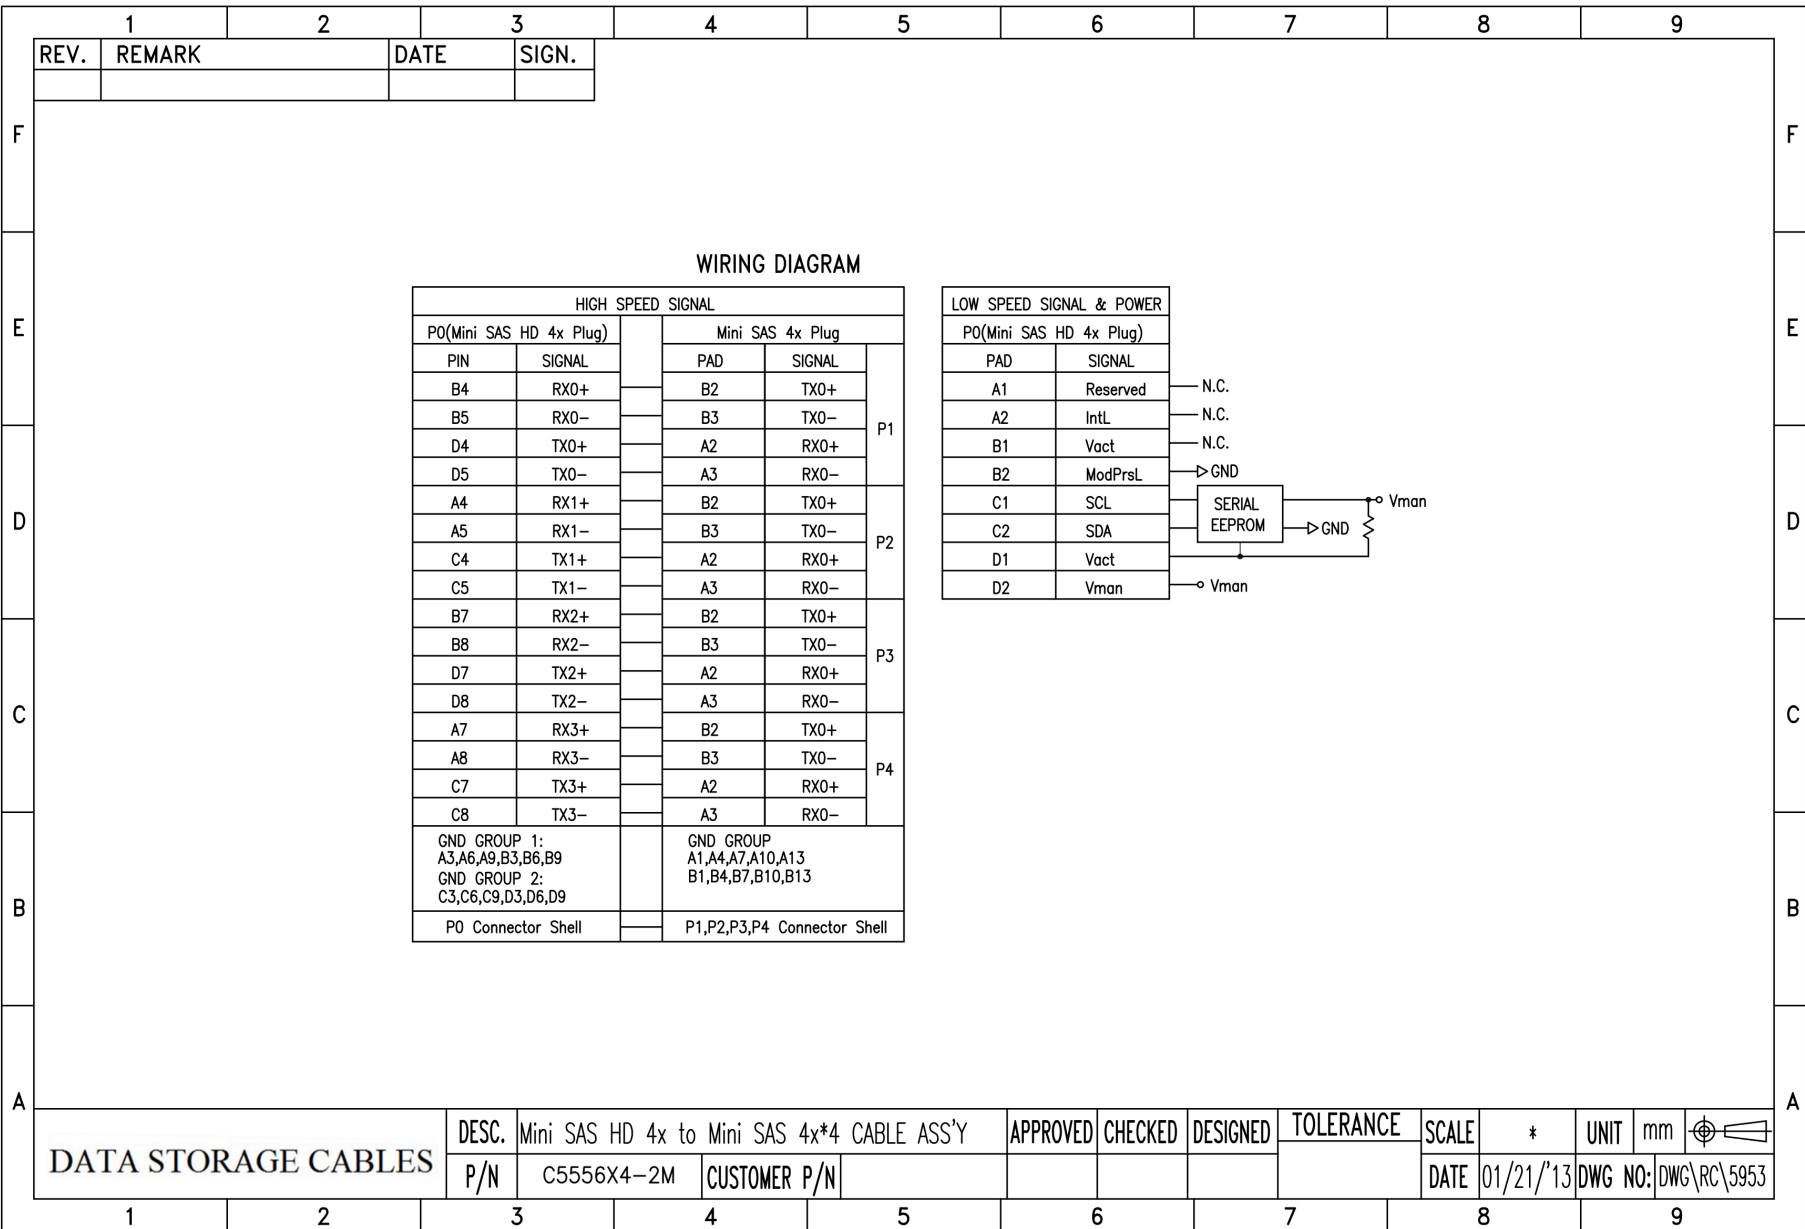 1 2 3 4 5 6 7 8 9
REV. REMARK DATE SIGN.
F F
E E
D D
C C
B B
A A
WIRING DIAGRAM
HIGH SPEED SIGNAL
P0(Mini SAS HD 4x Plug) Mini SAS 4x Plug
PIN SIGNAL PAD SIGNAL
B4 RX0+ B2 TX0+
B5 RX0− B3 TX0−
D4 TX0+ A2 RX0+
D5 TX0− A3 RX0−
P1
A4 RX1+ B2 TX0+
A5 RX1− B3 TX0−
C4 TX1+ A2 RX0+
C5 TX1− A3 RX0−
P2
B7 RX2+ B2 TX0+
B8 RX2− B3 TX0−
D7 TX2+ A2 RX0+
D8 TX2− A3 RX0−
P3
A7 RX3+ B2 TX0+
A8 RX3− B3 TX0−
C7 TX3+ A2 RX0+
C8 TX3− A3 RX0−
P4
GND GROUP 1:
A3,A6,A9,B3,B6,B9
GND GROUP 2:
C3,C6,C9,D3,D6,D9
GND GROUP
A1,A4,A7,A10,A13
B1,B4,B7,B10,B13
P0 Connector Shell P1,P2,P3,P4 Connector Shell
LOW SPEED SIGNAL & POWER
P0(Mini SAS HD 4x Plug)
PAD SIGNAL
A1 Reserved N.C.
A2 IntL N.C.
B1 Vact N.C.
B2 ModPrsL GND
C1 SCL
C2 SDA
D1 Vact
D2 Vman Vman
SERIAL
EEPROM
GND
Vman
DATA STORAGE CABLES
DESC. Mini SAS HD 4x to Mini SAS 4x*4 CABLE ASS'Y
P/N C5556X4−2M CUSTOMER P/N
APPROVED CHECKED DESIGNED TOLERANCE
SCALE * UNIT mm
DATE 01/21/'13 DWG NO: DWG\RC\5953
1 2 3 4 5 6 7 8 9